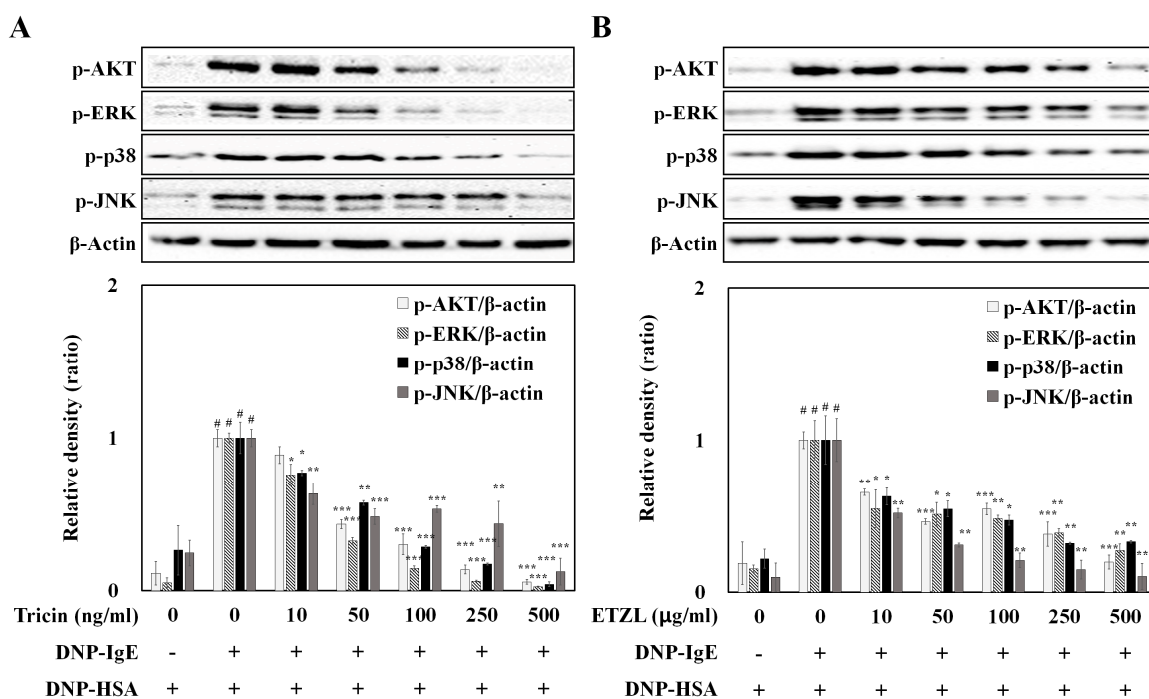 A
p-AKT
p-ERK
p-p38
p-JNK
β-Actin
2
1
0
Relative density (ratio)
p-AKT/β-actin
p-ERK/β-actin
p-p38/β-actin
p-JNK/β-actin
# # # #
* * **
*** *** ** ***
*** *** *** ***
*** *** *** **
*** *** *** ***
Tricin (ng/ml) 0 0 10 50 100 250 500
DNP-IgE - + + + + + +
DNP-HSA + + + + + + +
B
p-AKT
p-ERK
p-p38
p-JNK
β-Actin
2
1
0
Relative density (ratio)
p-AKT/β-actin
p-ERK/β-actin
p-p38/β-actin
p-JNK/β-actin
# # # #
** * * **
*** * * **
*** ** * **
** ** ** **
*** ** ** **
ETZL (μg/ml) 0 0 10 50 100 250 500
DNP-IgE - + + + + + +
DNP-HSA + + + + + + +